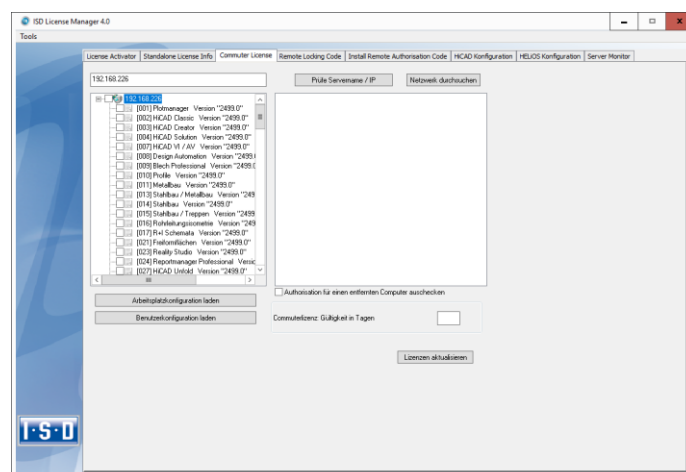 ISD License Manager 4.0
Tools
License Activator
Standalone License Info
Commuter License
Remote Locking Code
Install Remote Authorisation Code
HiCAD Konfiguration
HELiOS Konfiguration
Server Monitor
192.168.226
Prüfe Servername / IP
Netzwerk durchsuchen
192.168.226
[001] Plotmanager Version "2499.0"
[002] HiCAD Classic Version "2499.0"
[003] HiCAD Creator Version "2499.0"
[004] HiCAD Solution Version "2499.0"
[007] HiCAD VI / AV Version "2499.0"
[008] Design Automation Version "2499.
[009] Blech Professional Version "2499.
[010] Profile Version "2499.0"
[011] Metallbau Version "2499.0"
[013] Stahlbau / Metallbau Version "249
[014] Stahlbau Version "2499.0"
[015] Stahlbau / Treppen Version "2499
[016] Rohrleitungsisometrie Version "249
[017] R+I Schemata Version "2499.0"
[021] Freiformflächen Version "2499.0"
[023] Reality Studio Version "2499.0"
[024] Reportmanager Professional Versic
[027] HiCAD Unfold Version "2499.0"
Authorisation für einen entfernten Computer auschecken
Arbeitsplatzkonfiguration laden
Benutzerkonfiguration laden
Commuterlizenz: Gültigkeit in Tagen
Lizenzen aktualisieren
I·S·D